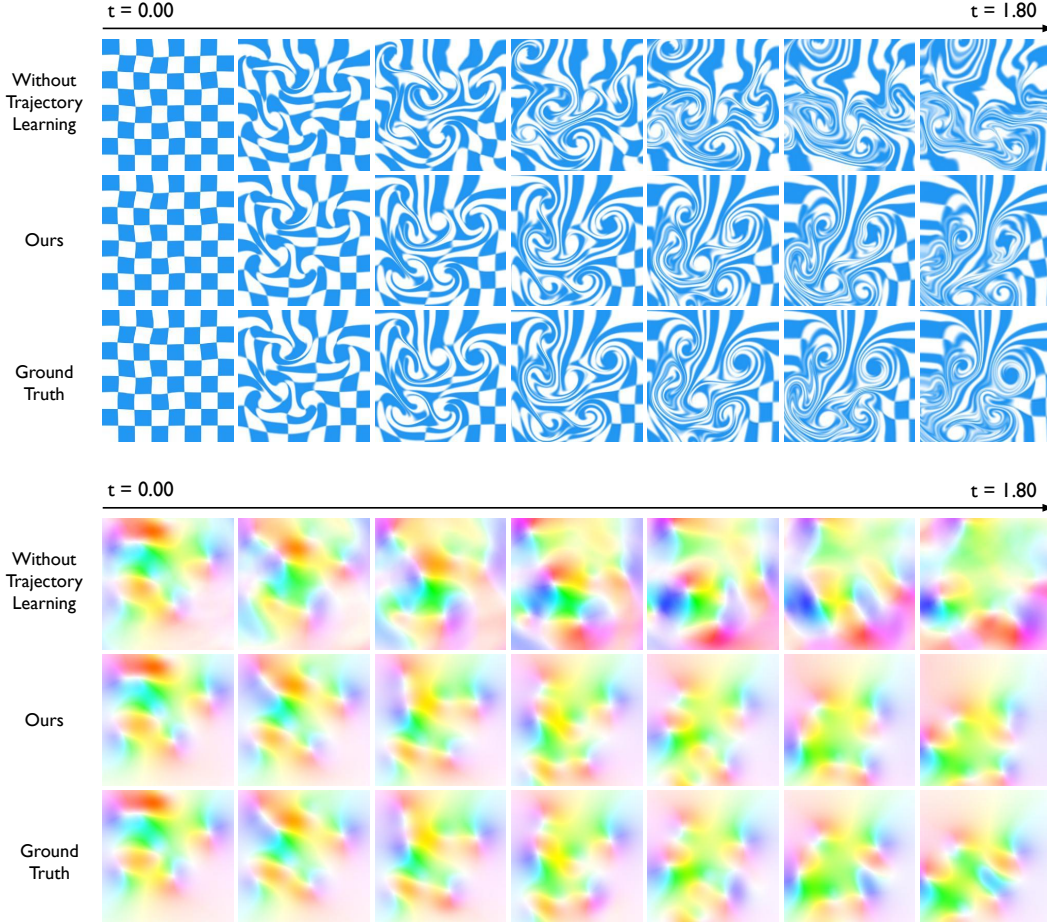 t = 0.00
t = 1.80
Without
Trajectory
Learning
Ours
Ground
Truth
t = 0.00
t = 1.80
Without
Trajectory
Learning
Ours
Ground
Truth